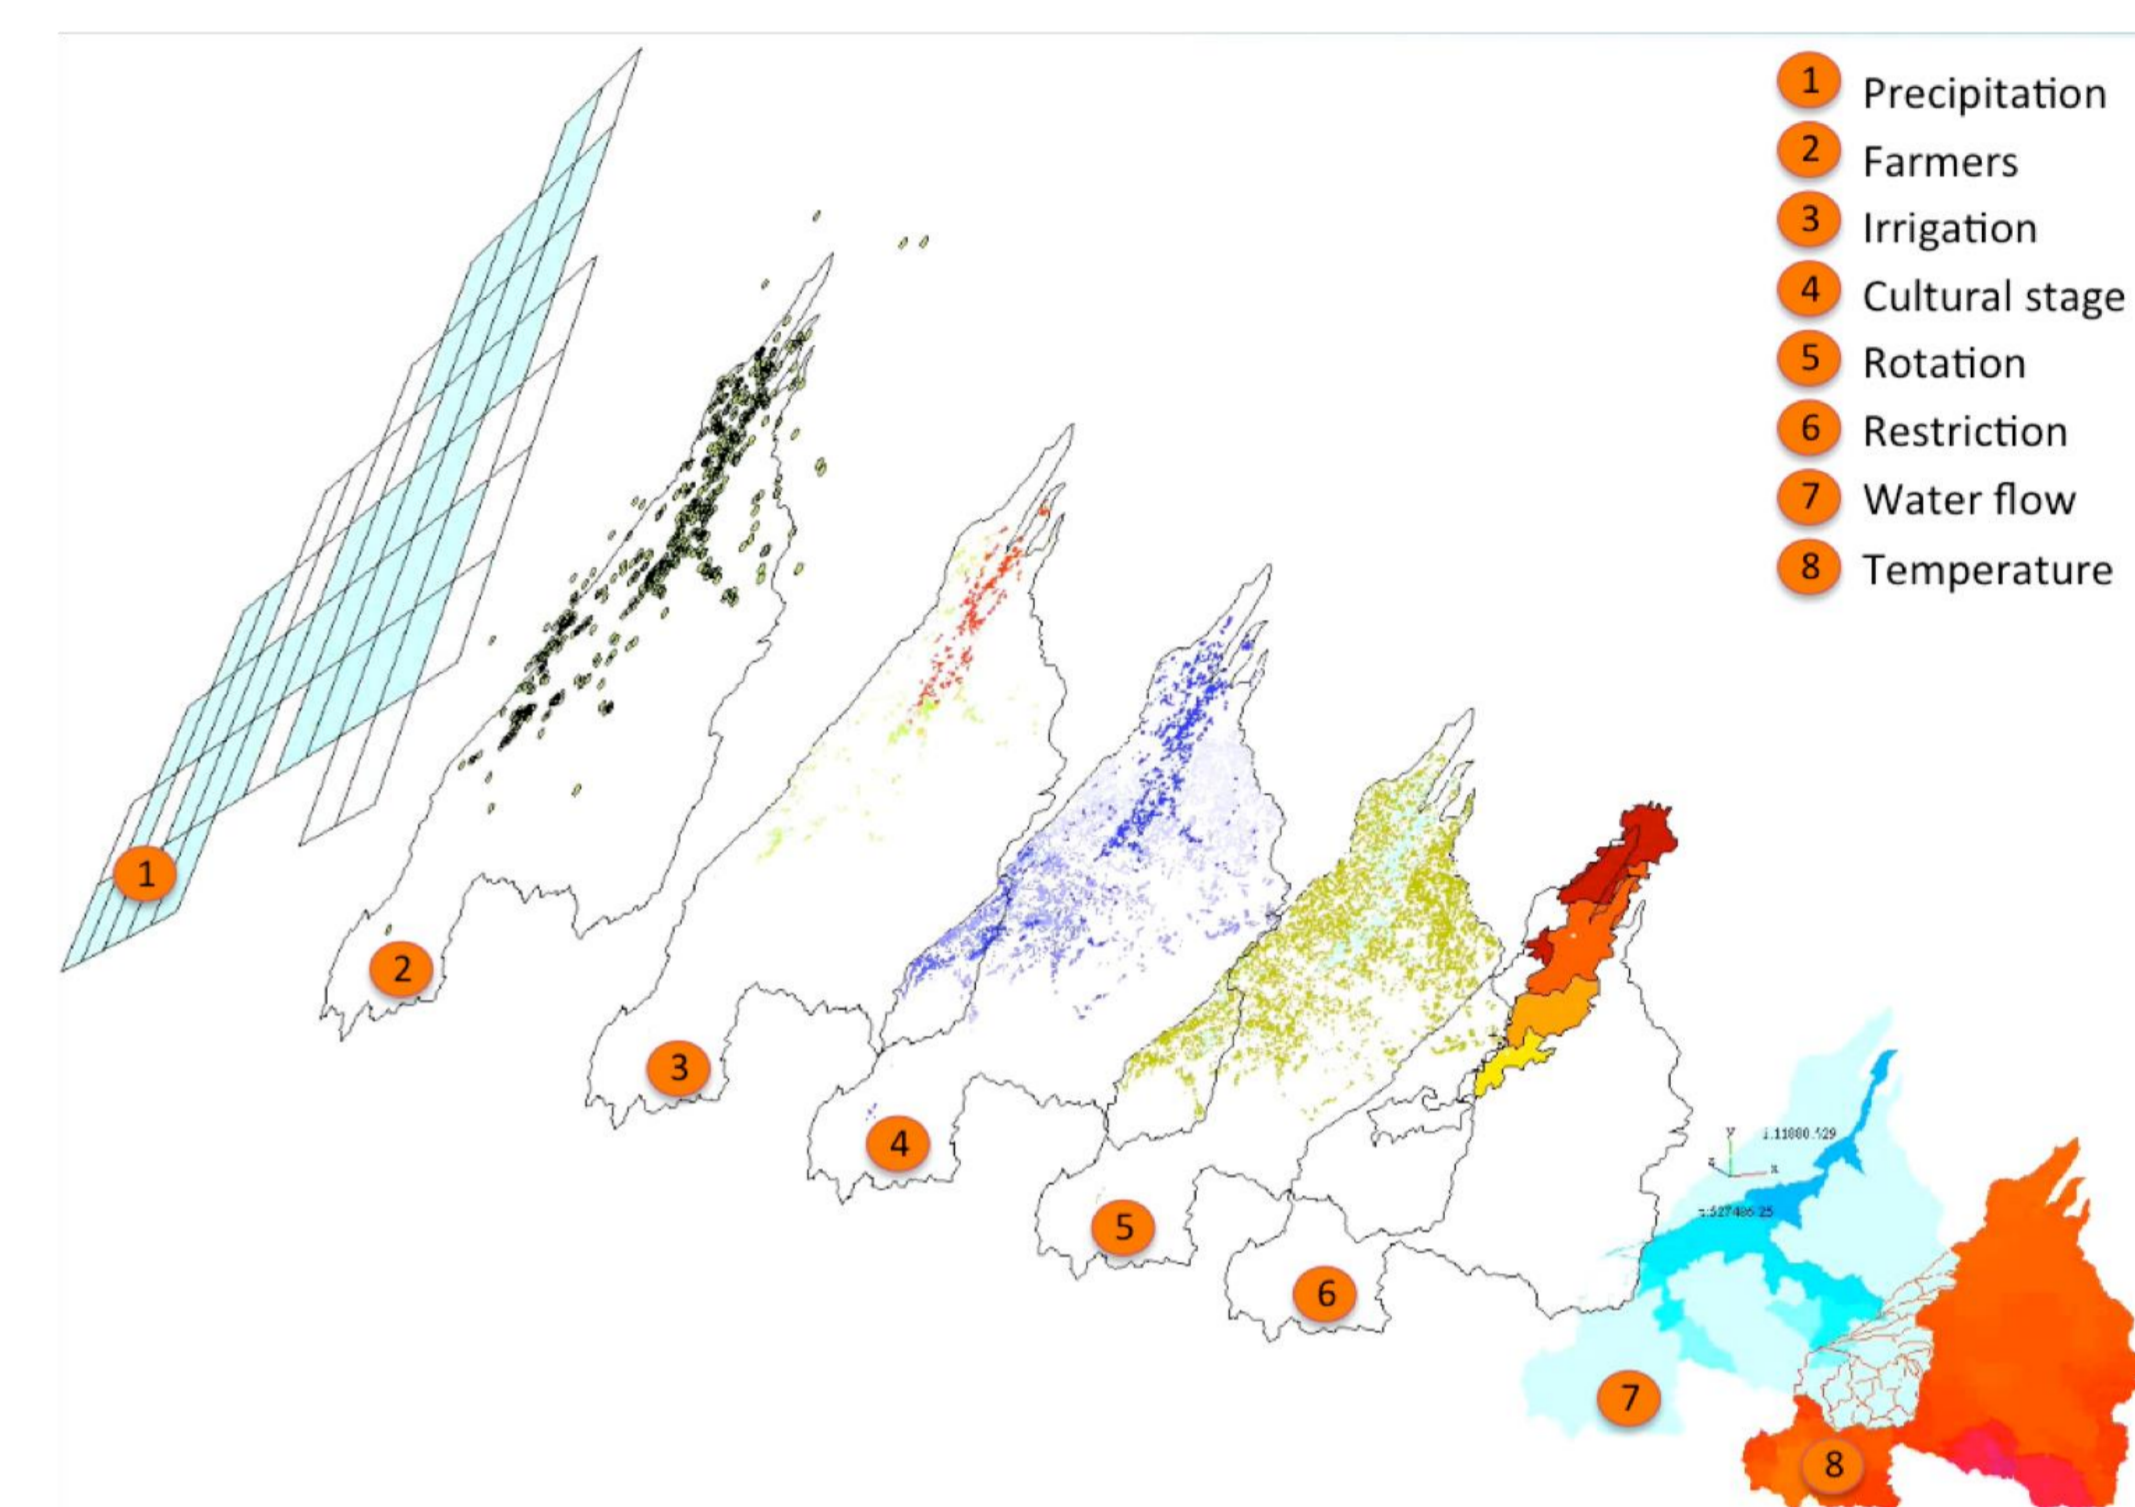 1 Precipitation
2 Farmers
3 Irrigation
4 Cultural stage
5 Rotation
6 Restriction
7 Water flow
8 Temperature
1
2
3
4
5
6
7
8
y
z x